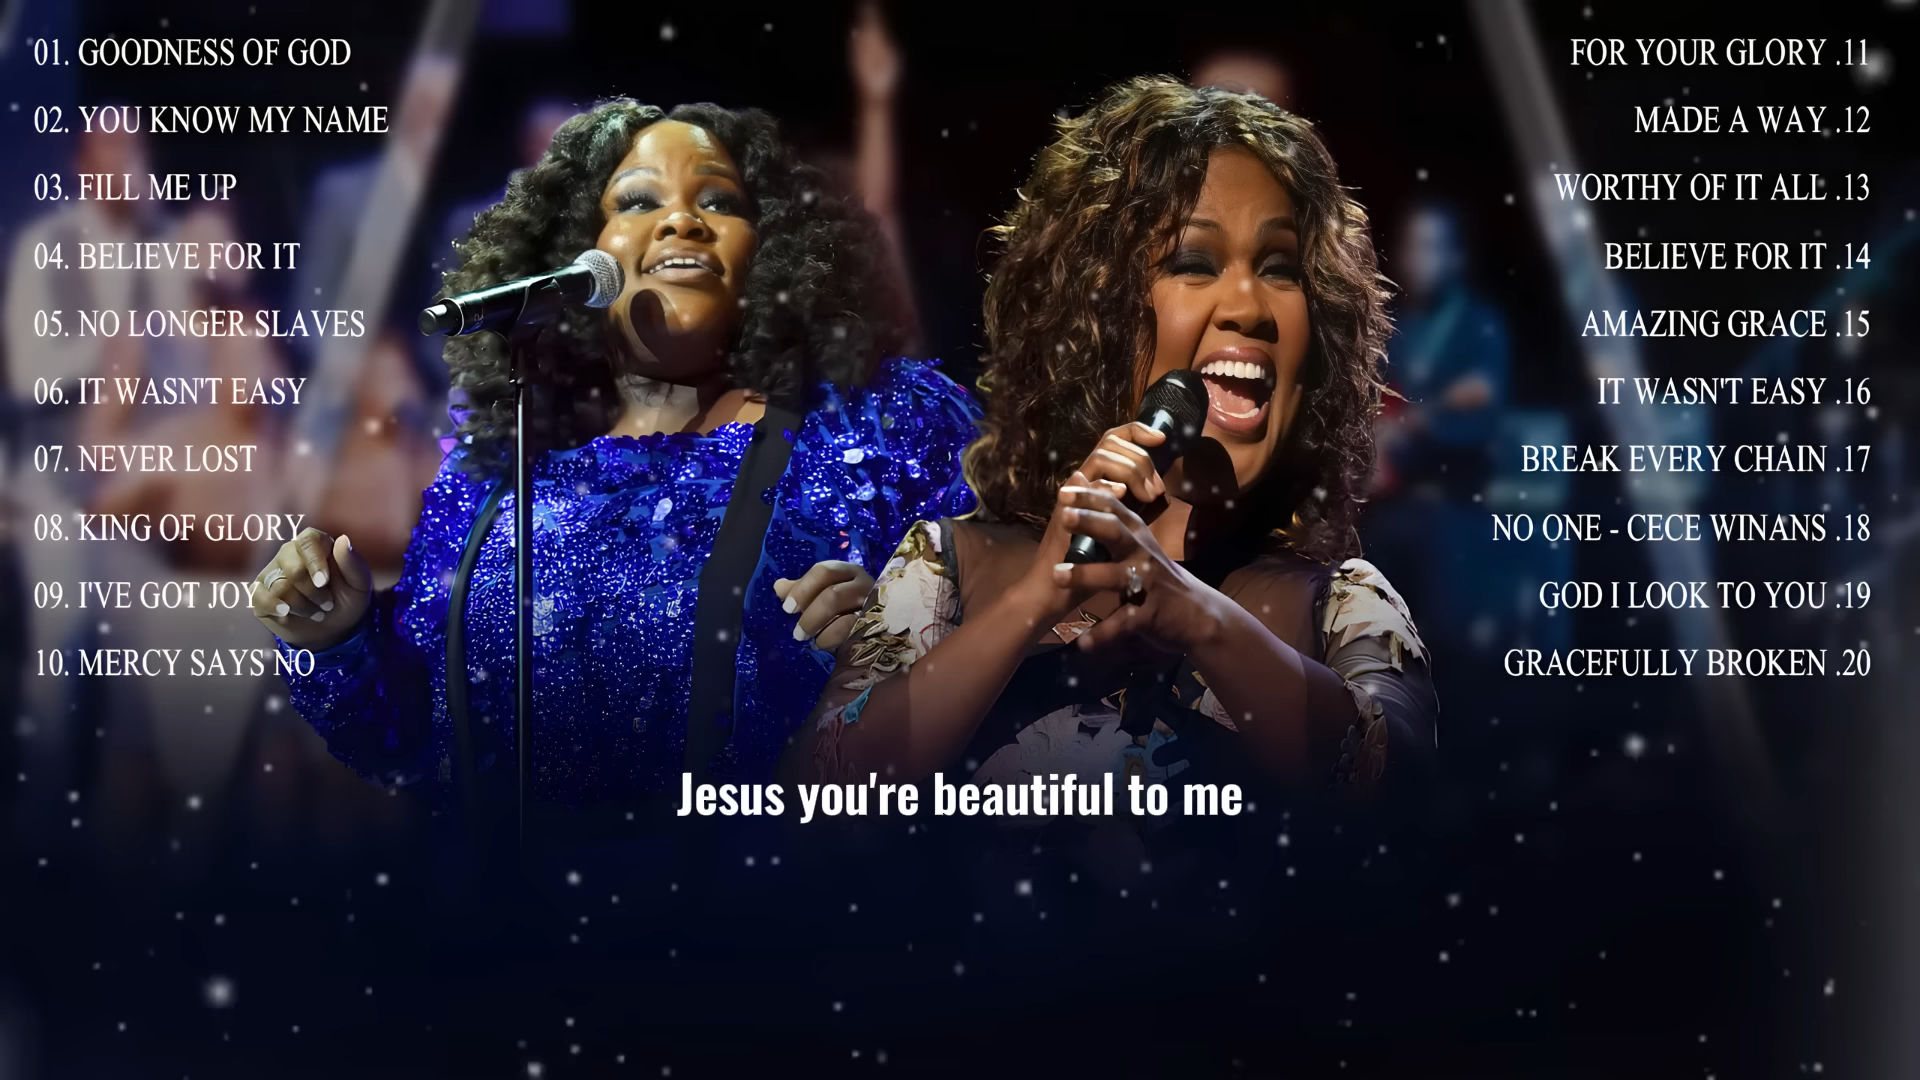 01. GOODNESS OF GOD
02. YOU KNOW MY NAME
03. FILL ME UP
04. BELIEVE FOR IT
05. NO LONGER SLAVES
06. IT WASN'T EASY
07. NEVER LOST
08. KING OF GLORY
09. I'VE GOT JOY
10. MERCY SAYS NO
FOR YOUR GLORY .11
MADE A WAY .12
WORTHY OF IT ALL .13
BELIEVE FOR IT .14
AMAZING GRACE .15
IT WASN'T EASY .16
BREAK EVERY CHAIN .17
NO ONE - CECE WINANS .18
GOD I LOOK TO YOU .19
GRACEFULLY BROKEN .20
Jesus you're beautiful to me